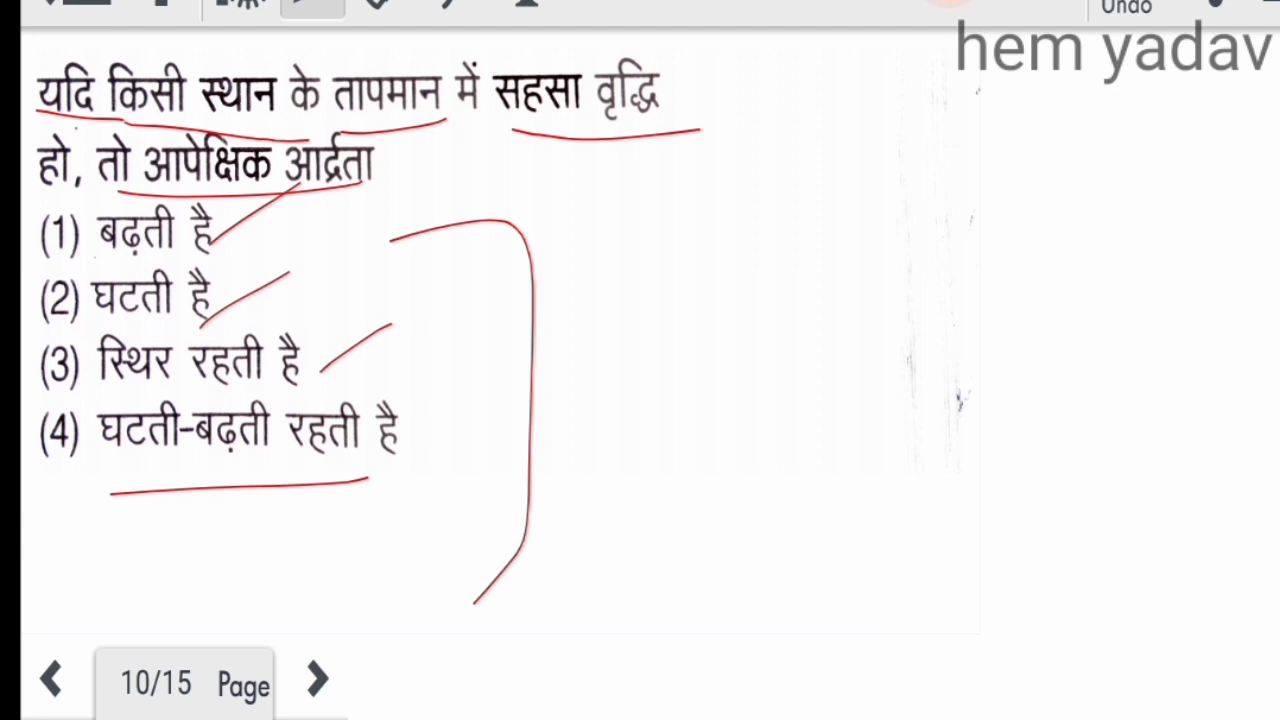 Undo
hem yadav
यदि किसी स्थान के तापमान में सहसा वृद्धि
हो, तो आपेक्षिक आर्द्रता
(1) बढ़ती है
(2) घटती है
(3) स्थिर रहती है
(4) घटती-बढ़ती रहती है
10/15 Page